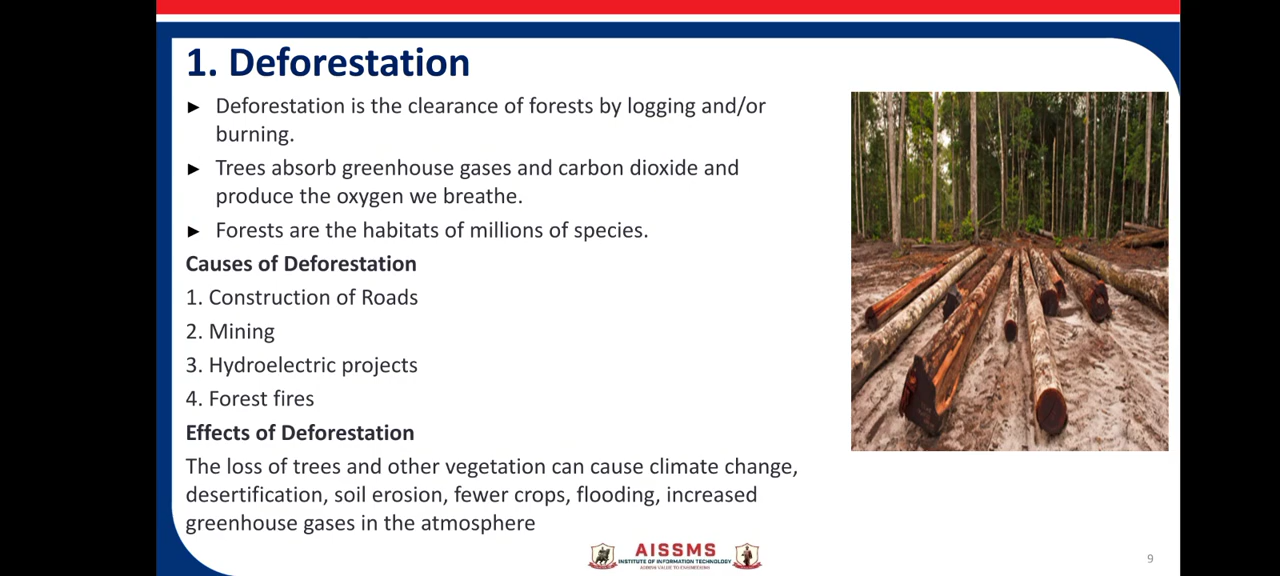 1. Deforestation
► Deforestation is the clearance of forests by logging and/or
burning.
► Trees absorb greenhouse gases and carbon dioxide and
produce the oxygen we breathe.
► Forests are the habitats of millions of species.
Causes of Deforestation
1. Construction of Roads
2. Mining
3. Hydroelectric projects
4. Forest fires
Effects of Deforestation
The loss of trees and other vegetation can cause climate change,
desertification, soil erosion, fewer crops, flooding, increased
greenhouse gases in the atmosphere
AISSMS
INSTITUTE OF INFORMATION TECHNOLOGY
ADDING VALUE TO ENGINEERING
9